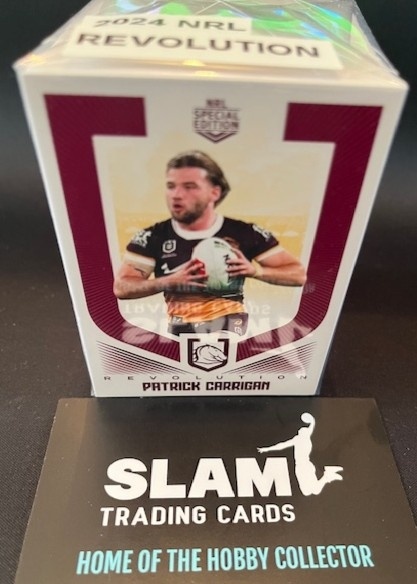 2024 NRL
REVOLUTION
NRL
SPECIAL
EDITION
REVOLUTION
PATRICK CARRIGAN
SLAM
TRADING CARDS
HOME OF THE HOBBY COLLECTOR